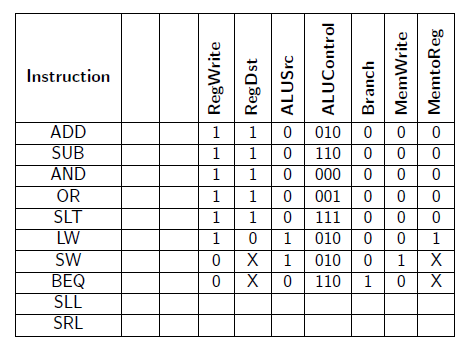 Instruction RegWrite RegDst ALUSrc ALUControl Branch MemWrite MemtoReg
ADD 1 1 0 010 0 0 0
SUB 1 1 0 110 0 0 0
AND 1 1 0 000 0 0 0
OR 1 1 0 001 0 0 0
SLT 1 1 0 111 0 0 0
LW 1 0 1 010 0 0 1
SW 0 X 1 010 0 1 X
BEQ 0 X 0 110 1 0 X
SLL
SRL